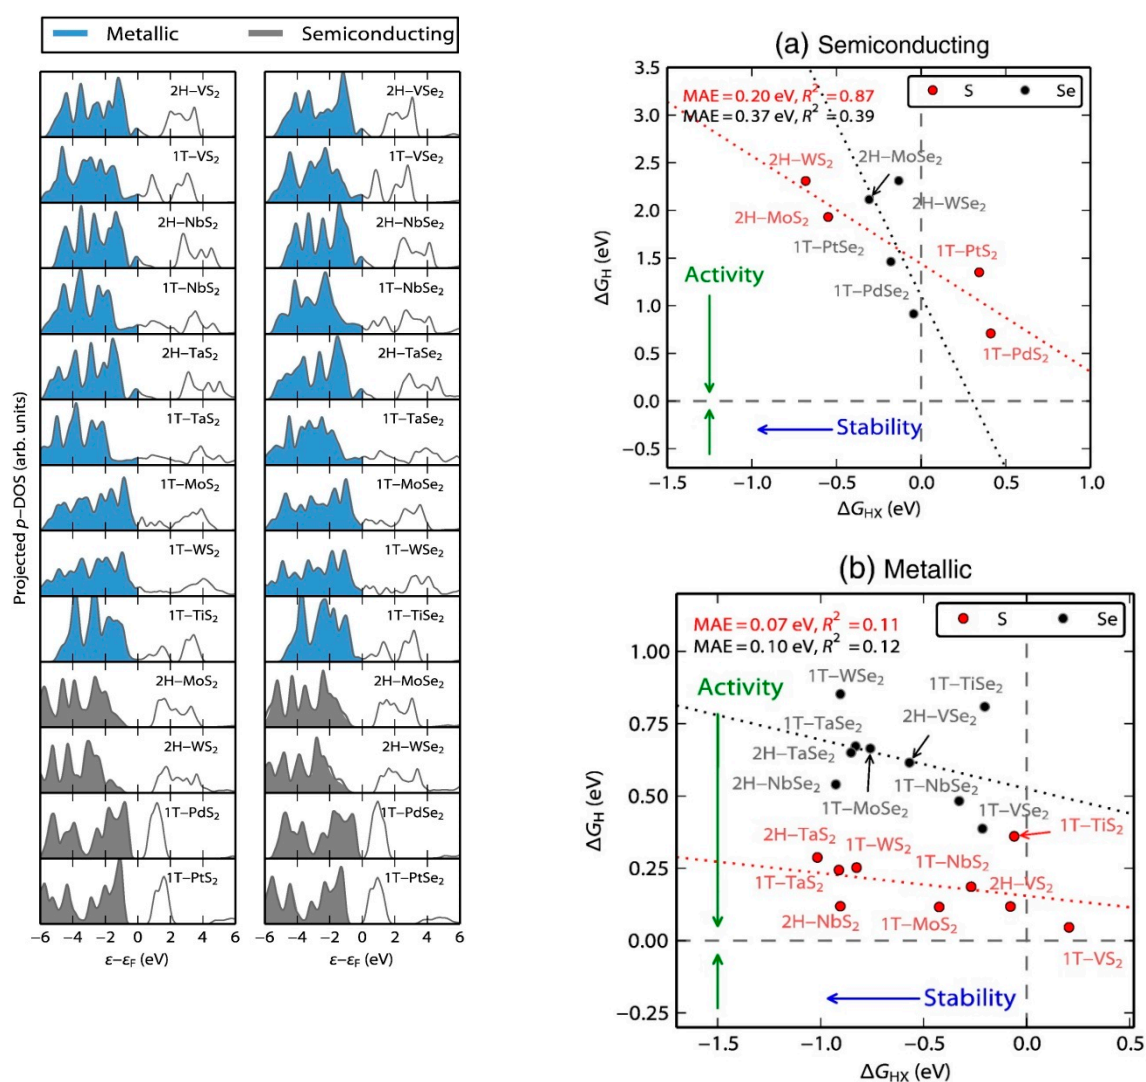 Metallic
Semiconducting
Projected p-DOS (arb. units)
2H-VS2
1T-VS2
2H-NbS2
1T-NbS2
2H-TaS2
1T-TaS2
1T-MoS2
1T-WS2
1T-TiS2
2H-MoS2
2H-WS2
1T-PdS2
1T-PtS2
−6 −4 −2 0 2 4 6
ε−εF (eV)
2H-VSe2
1T-VSe2
2H-NbSe2
1T-NbSe2
2H-TaSe2
1T-TaSe2
1T-MoSe2
1T-WSe2
1T-TiSe2
2H-MoSe2
2H-WSe2
1T-PdSe2
1T-PtSe2
−6 −4 −2 0 2 4 6
ε−εF (eV)
(a) Semiconducting
MAE = 0.20 eV, R2 = 0.87
MAE = 0.37 eV, R2 = 0.39
S Se
3.5
3.0
2.5
2.0
1.5
1.0
0.5
0.0
−0.5
ΔGH (eV)
2H-WS2
2H-MoSe2
2H-WSe2
2H-MoS2
1T-PtSe2
1T-PtS2
1T-PdSe2
1T-PdS2
Activity
Stability
−1.5 −1.0 −0.5 0.0 0.5 1.0
ΔGHX (eV)
(b) Metallic
MAE = 0.07 eV, R2 = 0.11
MAE = 0.10 eV, R2 = 0.12
S Se
1.00
0.75
0.50
0.25
0.00
−0.25
ΔGH (eV)
Activity
1T-WSe2
1T-TiSe2
1T-TaSe2
2H-VSe2
2H-TaSe2
2H-NbSe2
1T-NbSe2
1T-MoSe2
1T-VSe2
1T-TiS2
2H-TaS2
1T-WS2
1T-NbS2
1T-TaS2
2H-VS2
2H-NbS2
1T-MoS2
1T-VS2
Stability
−1.5 −1.0 −0.5 0.0 0.5
ΔGHX (eV)